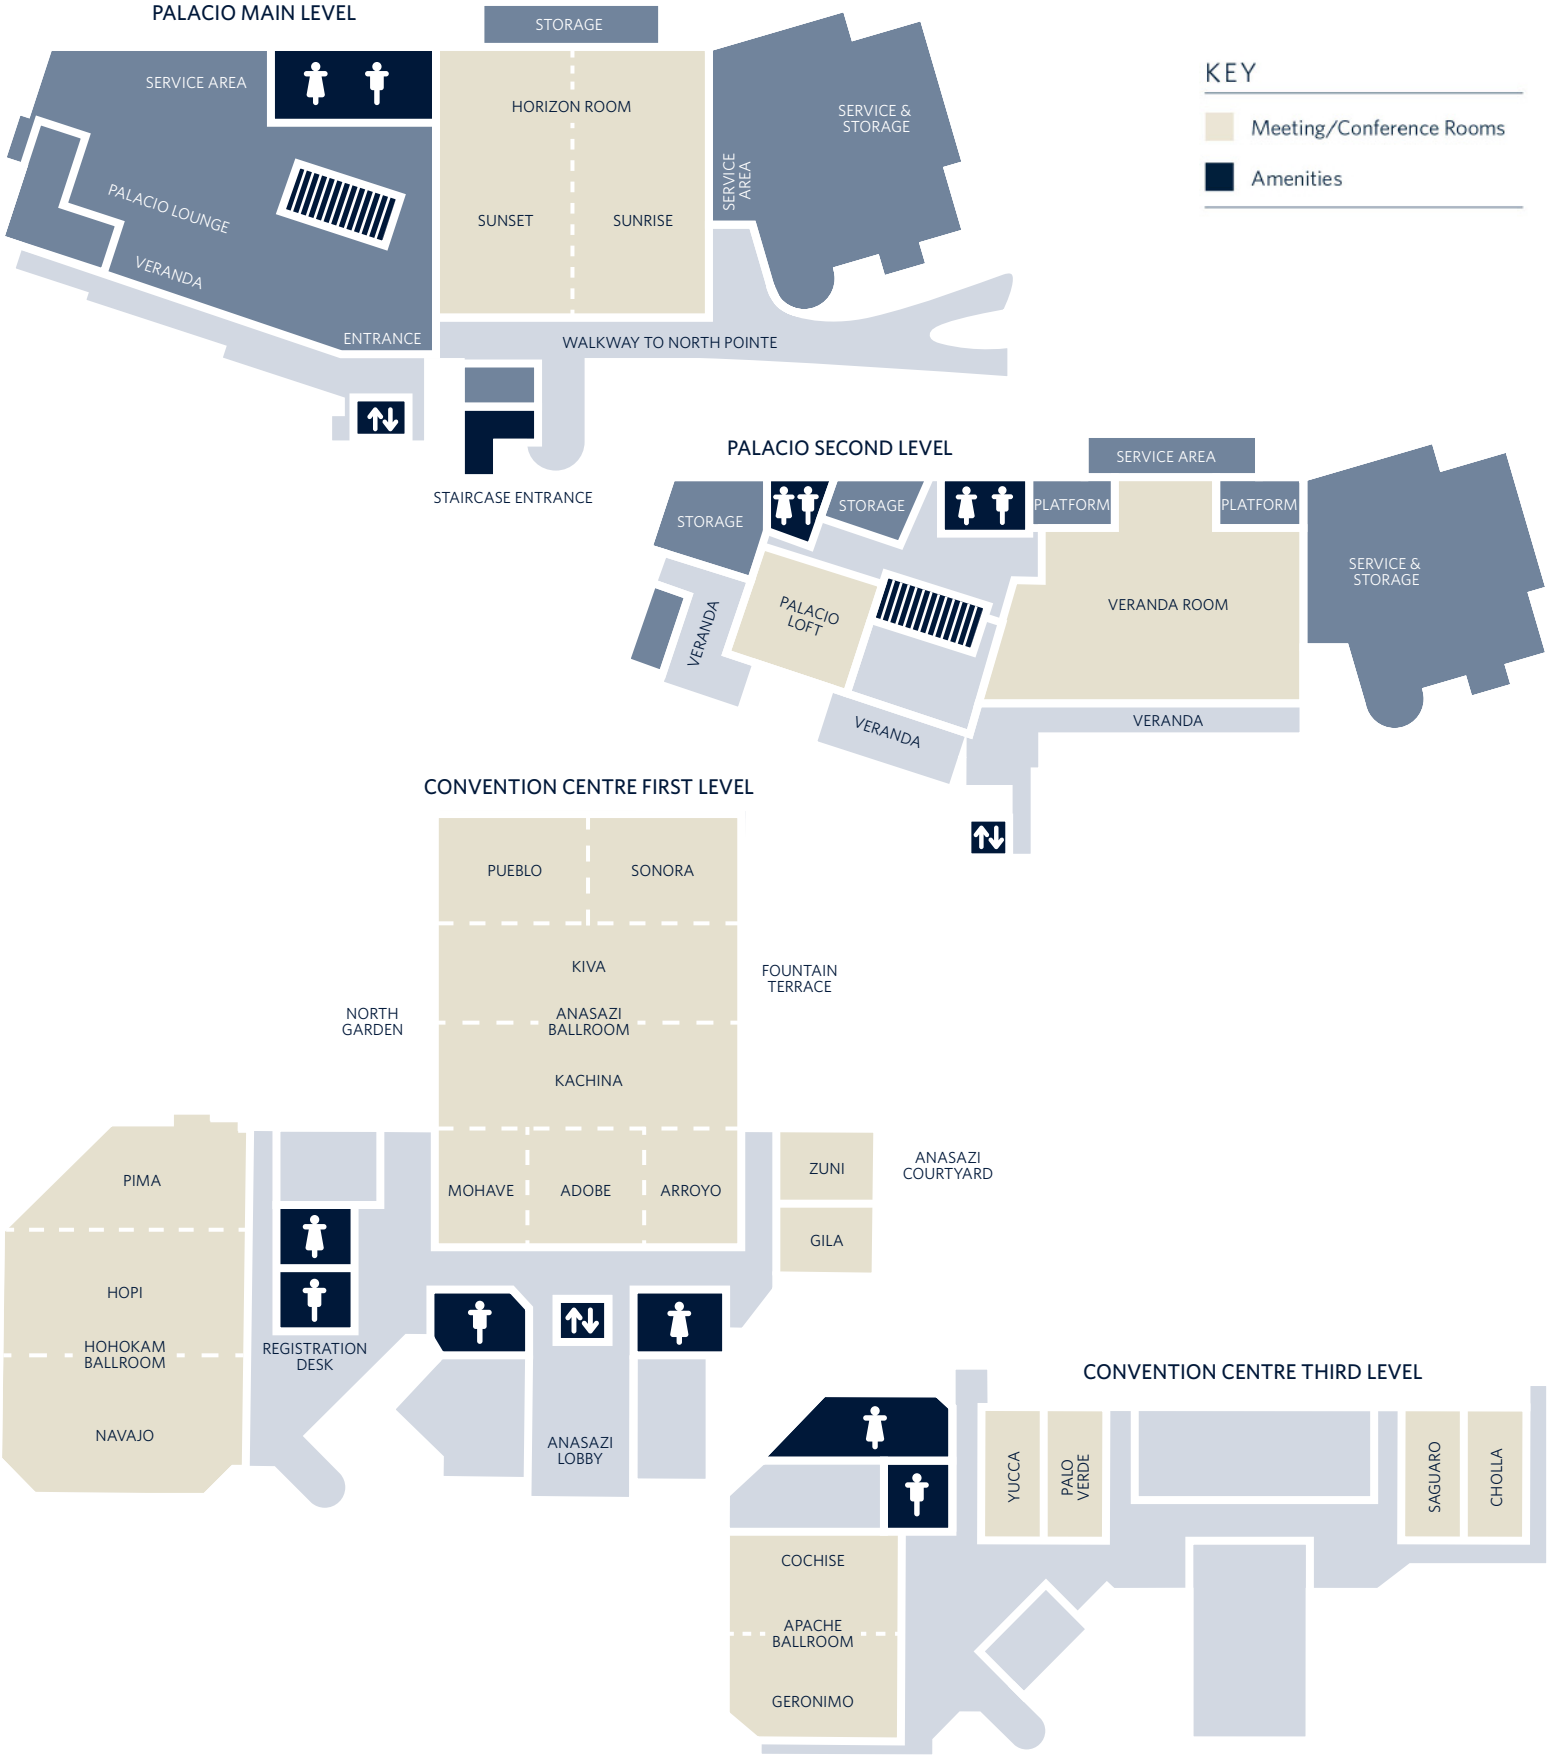 PALACIO MAIN LEVEL
STORAGE
SERVICE AREA
HORIZON ROOM
SERVICE &
STORAGE
SERVICE
AREA
PALACIO LOUNGE
SUNSET
SUNRISE
VERANDA
ENTRANCE
WALKWAY TO NORTH POINTE
STAIRCASE ENTRANCE
KEY
Meeting/Conference Rooms
Amenities
PALACIO SECOND LEVEL
SERVICE AREA
STORAGE
STORAGE
PLATFORM
PLATFORM
SERVICE &
STORAGE
PALACIO
LOFT
VERANDA ROOM
VERANDA
VERANDA
VERANDA
CONVENTION CENTRE FIRST LEVEL
PUEBLO
SONORA
KIVA
FOUNTAIN
TERRACE
NORTH
GARDEN
ANASAZI
BALLROOM
KACHINA
PIMA
MOHAVE
ADOBE
ARROYO
ZUNI
ANASAZI
COURTYARD
GILA
HOPI
HOHOKAM
BALLROOM
REGISTRATION
DESK
NAVAJO
ANASAZI
LOBBY
CONVENTION CENTRE THIRD LEVEL
YUCCA
PALO
VERDE
SAGUARO
CHOLLA
COCHISE
APACHE
BALLROOM
GERONIMO